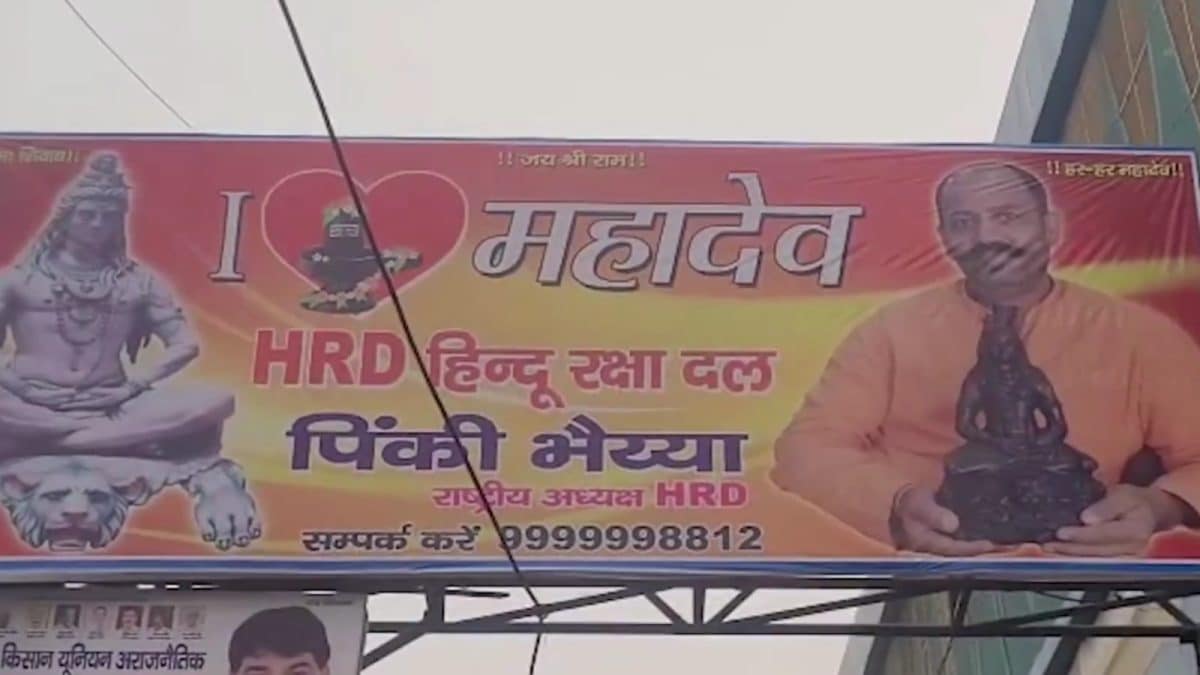 !! जय श्री राम !!
!! हर-हर महादेव !!
I महादेव
HRD हिन्दू रक्षा दल
पिंकी भैय्या
राष्ट्रीय अध्यक्ष HRD
सम्पर्क करें 9999998812
किसान यूनियन अराजनैतिक